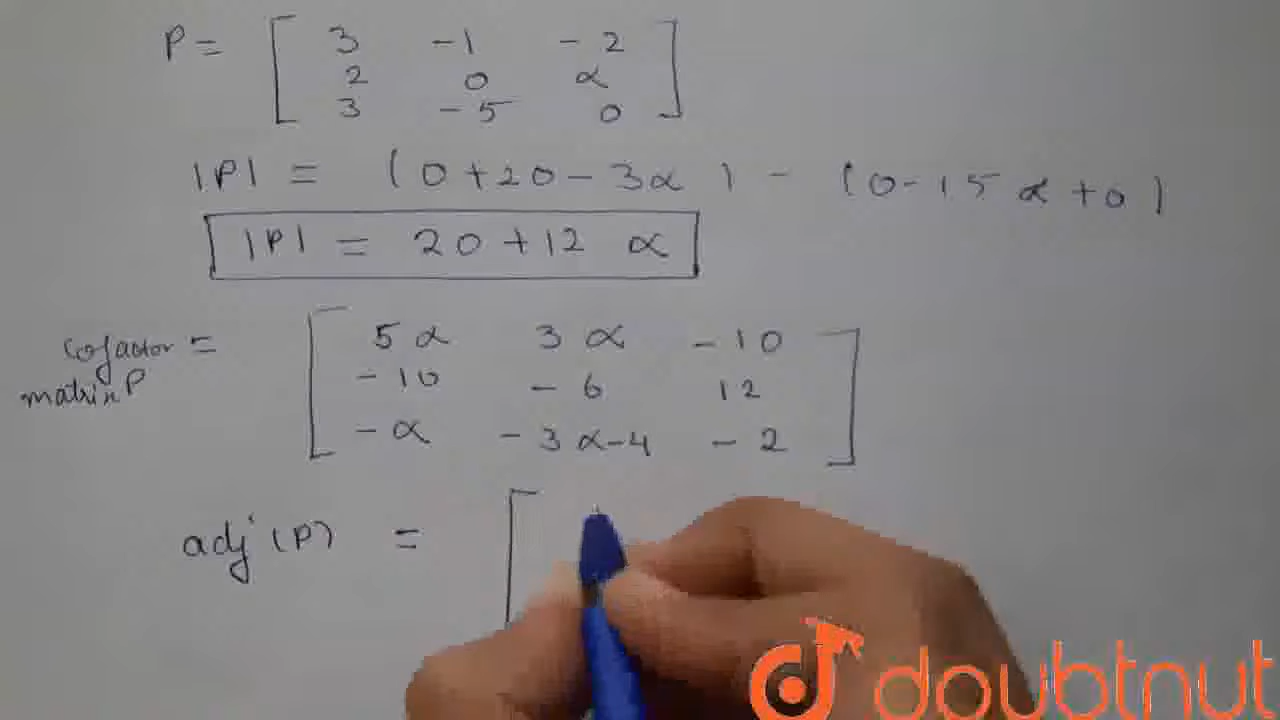 P = [ 3 -1 -2
2 0 α
3 -5 0 ]
|P| = (0+20-3α) - (0-15α+0)
|P| = 20+12 α
cofactor = [ 5α 3α -10
matrix P -10 -6 12
-α -3α-4 -2 ]
adj (P) = [
doubtnut